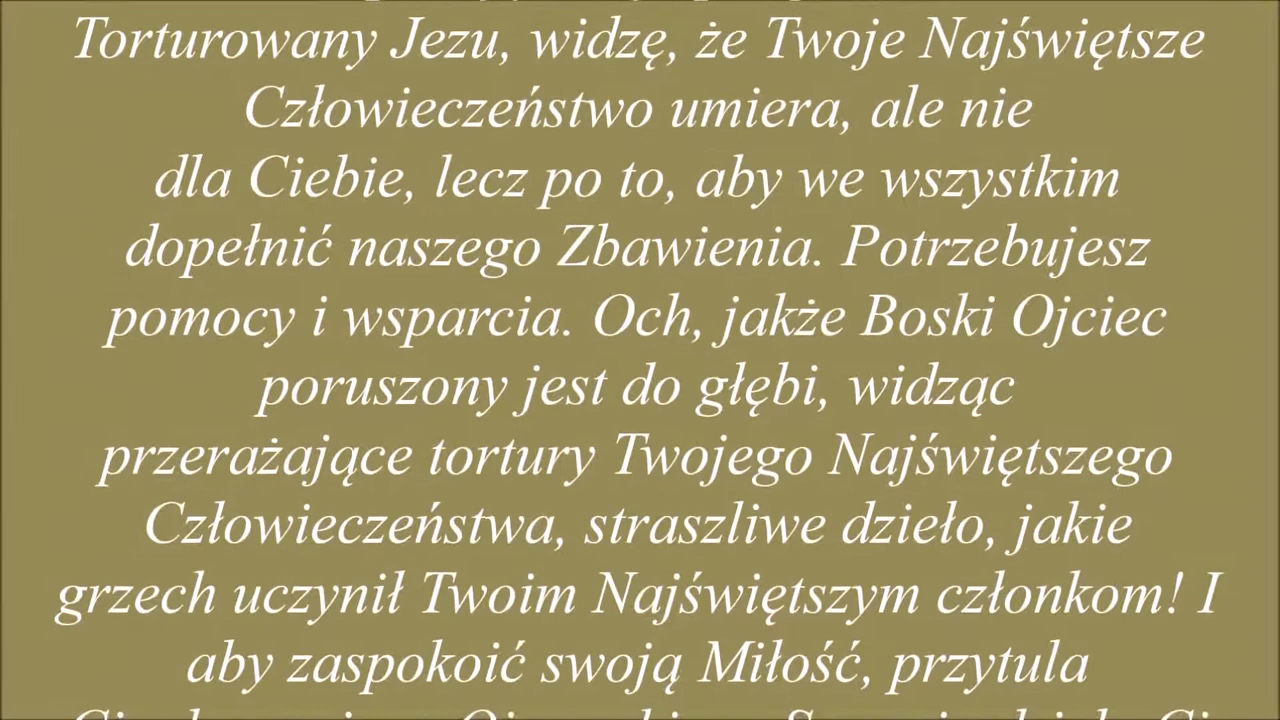 Torturowany Jezu, widzę, że Twoje Najświętsze
Człowieczeństwo umiera, ale nie
dla Ciebie, lecz po to, aby we wszystkim
dopełnić naszego Zbawienia. Potrzebujesz
pomocy i wsparcia. Och, jakże Boski Ojciec
poruszony jest do głębi, widząc
przerażające tortury Twojego Najświętszego
Człowieczeństwa, straszliwe dzieło, jakie
grzech uczynił Twoim Najświętszym członkom! I
aby zaspokoić swoją Miłość, przytula